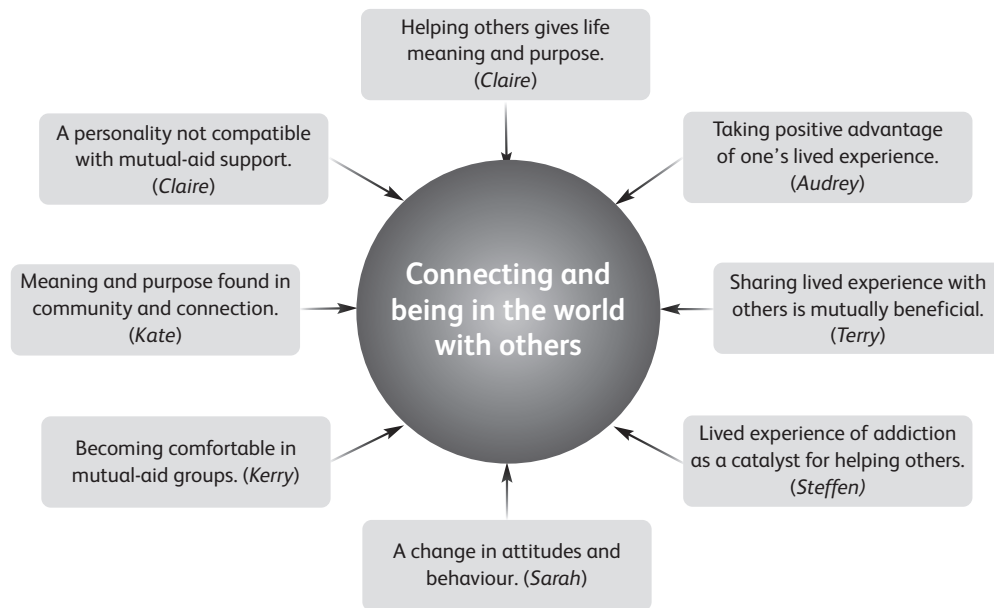 Helping others gives life
meaning and purpose.
(Claire)
A personality not compatible
with mutual-aid support.
(Claire)
Taking positive advantage
of one’s lived experience.
(Audrey)
Meaning and purpose found in
community and connection.
(Kate)
Connecting and
being in the world
with others
Sharing lived experience with
others is mutually beneficial.
(Terry)
Becoming comfortable in
mutual-aid groups. (Kerry)
Lived experience of addiction
as a catalyst for helping others.
(Steffen)
A change in attitudes and
behaviour. (Sarah)